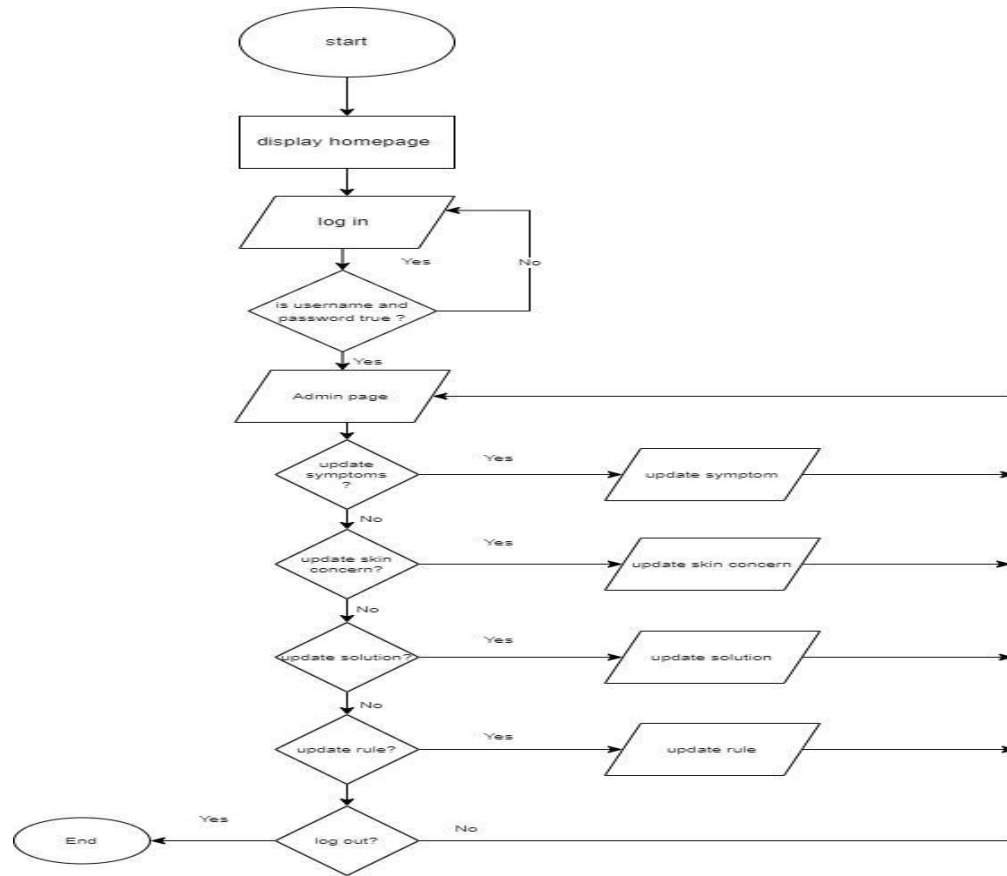 start
display homepage
log in
Yes
No
is username and
password true ?
Yes
Admin page
update
symptoms
?
Yes
update symptom
No
update skin
concern?
Yes
update skin concern
No
update solution?
Yes
update solution
No
update rule?
Yes
update rule
log out?
Yes
No
End